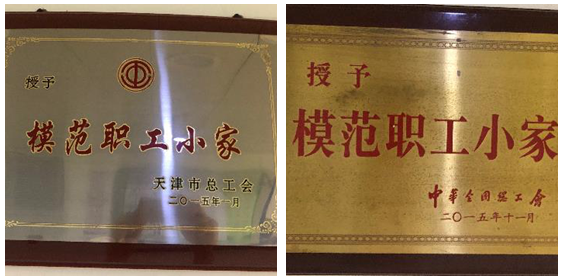 授予
模范职工小家
天津市总工会
二〇一五年一月
授予
模范职工小家
中华全国总工会
二〇一五年十一月